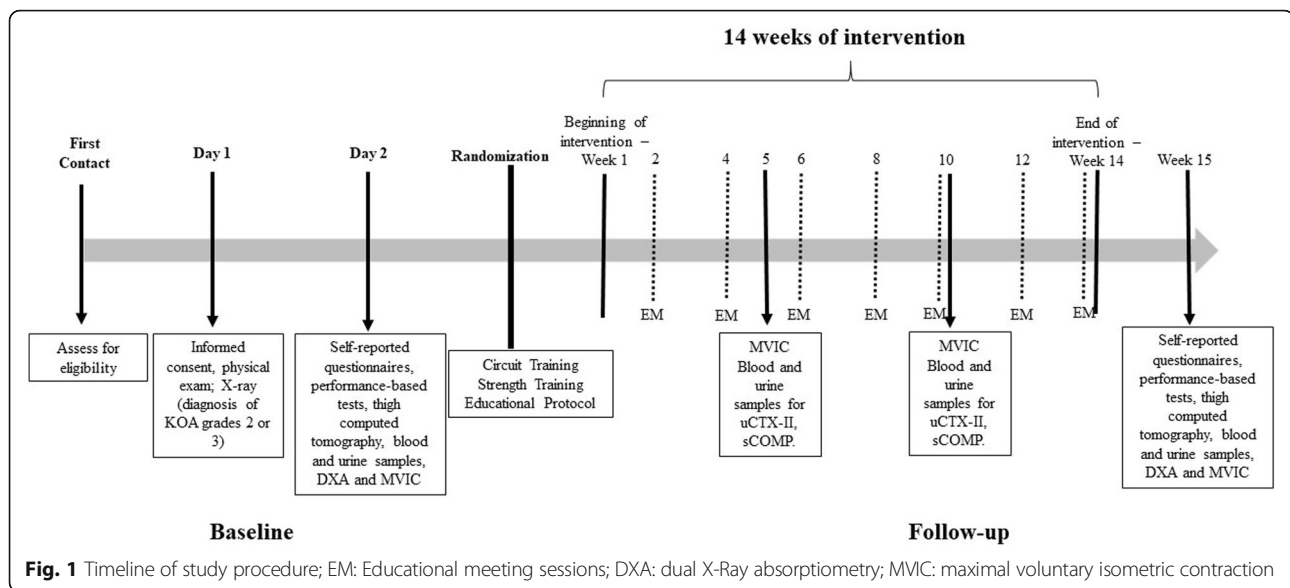 14 weeks of intervention
First
Contact
Day 1
Day 2
Randomization
Beginning of
intervention –
Week 1
2
4
5
6
8
10
12
End of
intervention –
Week 14
Week 15
EM
EM
EM
EM
EM
EM
EM
Assess for
eligibility
Informed
consent, physical
exam; X-ray
(diagnosis of
KOA grades 2 or
3)
Self-reported
questionnaires,
performance-based
tests, thigh
computed
tomography, blood
and urine samples,
DXA and MVIC
Circuit Training
Strength Training
Educational Protocol
MVIC
Blood and
urine
samples for
uCTX-II,
sCOMP.
MVIC
Blood and
urine
samples for
uCTX-II,
sCOMP.
Self-reported
questionnaires,
performance-based
tests, thigh
computed
tomography, blood
and urine samples,
DXA and MVIC
Baseline
Follow-up
Fig. 1 Timeline of study procedure; EM: Educational meeting sessions; DXA: dual X-Ray absorptiometry; MVIC: maximal voluntary isometric contraction